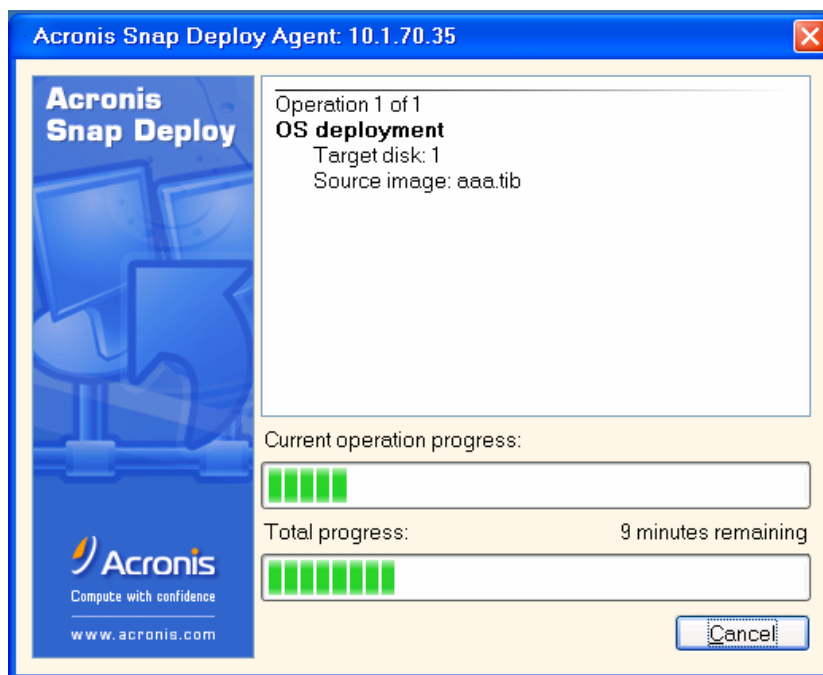 Acronis Snap Deploy Agent: 10.1.70.35
Acronis
Snap Deploy
Operation 1 of 1
OS deployment
Target disk: 1
Source image: aaa.tib
Current operation progress:
Total progress:
9 minutes remaining
Acronis
Compute with confidence
www.acronis.com
Cancel